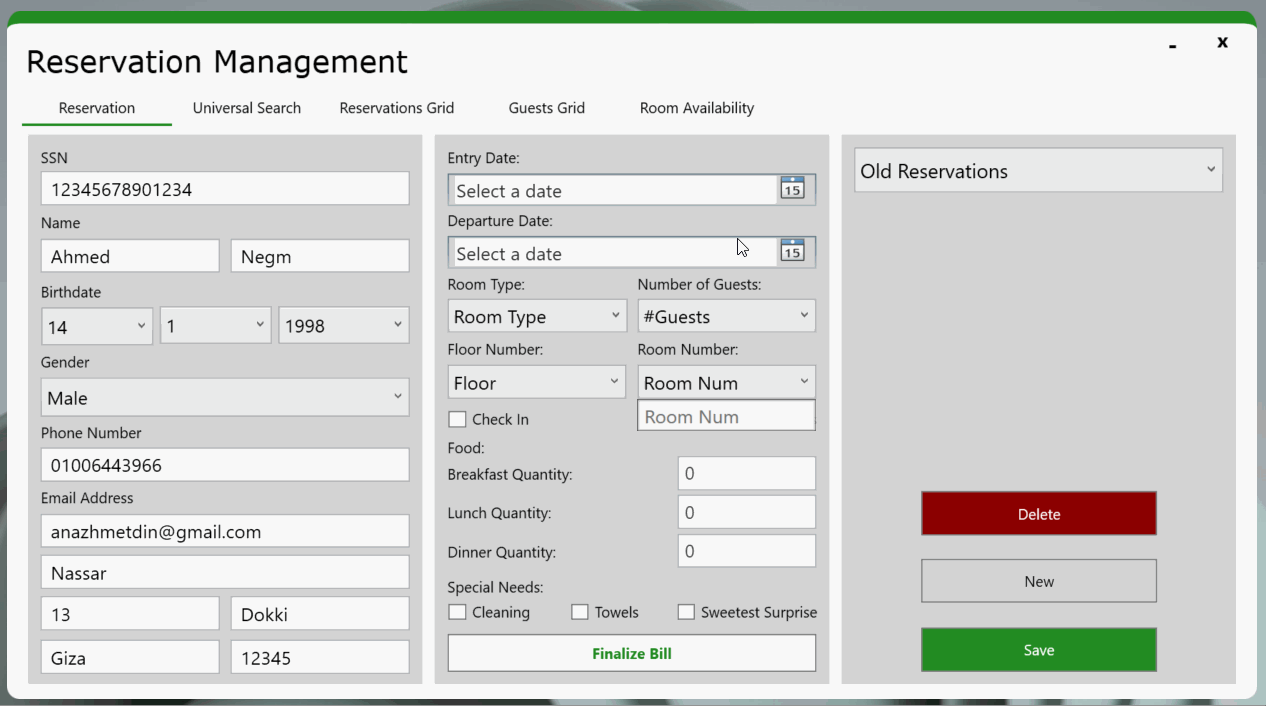 Reservation Management
- x
Reservation Universal Search Reservations Grid Guests Grid Room Availability
SSN
12345678901234
Name
Ahmed Negm
Birthdate
14 1 1998
Gender
Male
Phone Number
01006443966
Email Address
anazhmetdin@gmail.com
Nassar
13 Dokki
Giza 12345
Entry Date:
Select a date 15
Departure Date:
Select a date 15
Room Type: Number of Guests:
Room Type #Guests
Floor Number: Room Number:
Floor Room Num
Check In Room Num
Food:
Breakfast Quantity: 0
Lunch Quantity: 0
Dinner Quantity: 0
Special Needs:
Cleaning Towels Sweetest Surprise
Finalize Bill
Old Reservations
Delete
New
Save